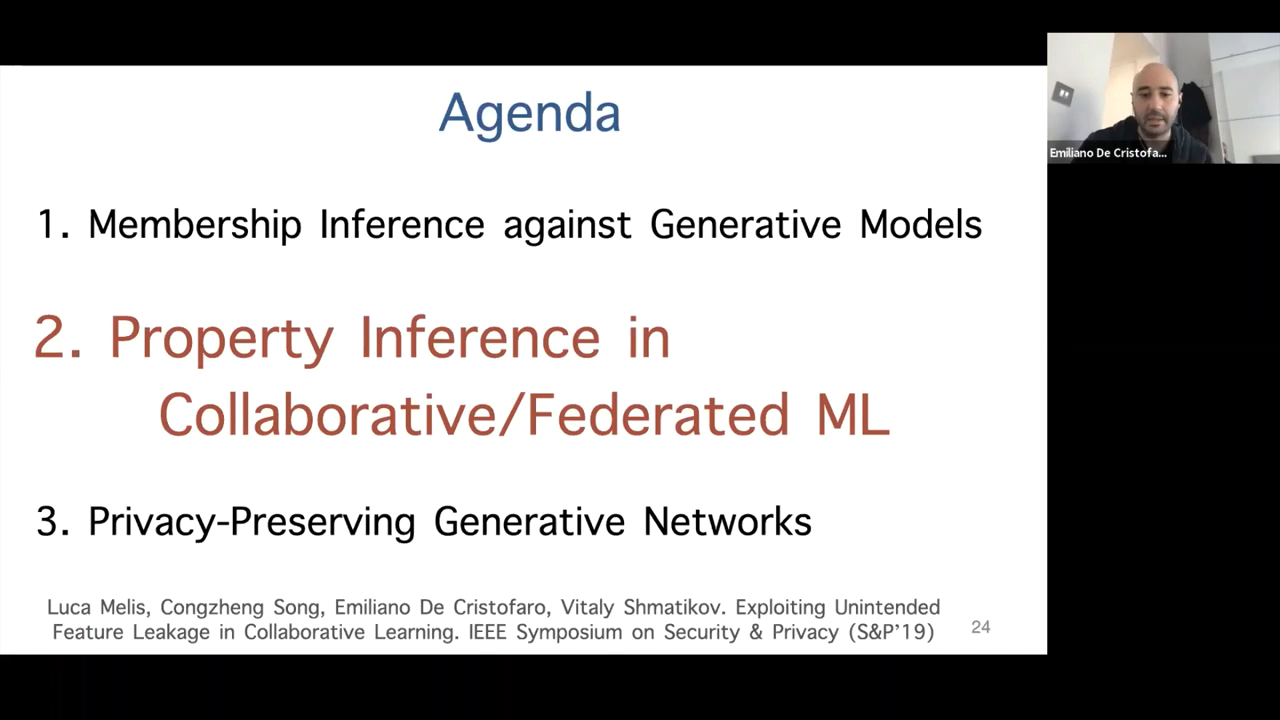 Agenda
1. Membership Inference against Generative Models
2. Property Inference in
Collaborative/Federated ML
3. Privacy-Preserving Generative Networks
Luca Melis, Congzheng Song, Emiliano De Cristofaro, Vitaly Shmatikov. Exploiting Unintended
Feature Leakage in Collaborative Learning. IEEE Symposium on Security & Privacy (S&P’19)
24
Emiliano De Cristofa...